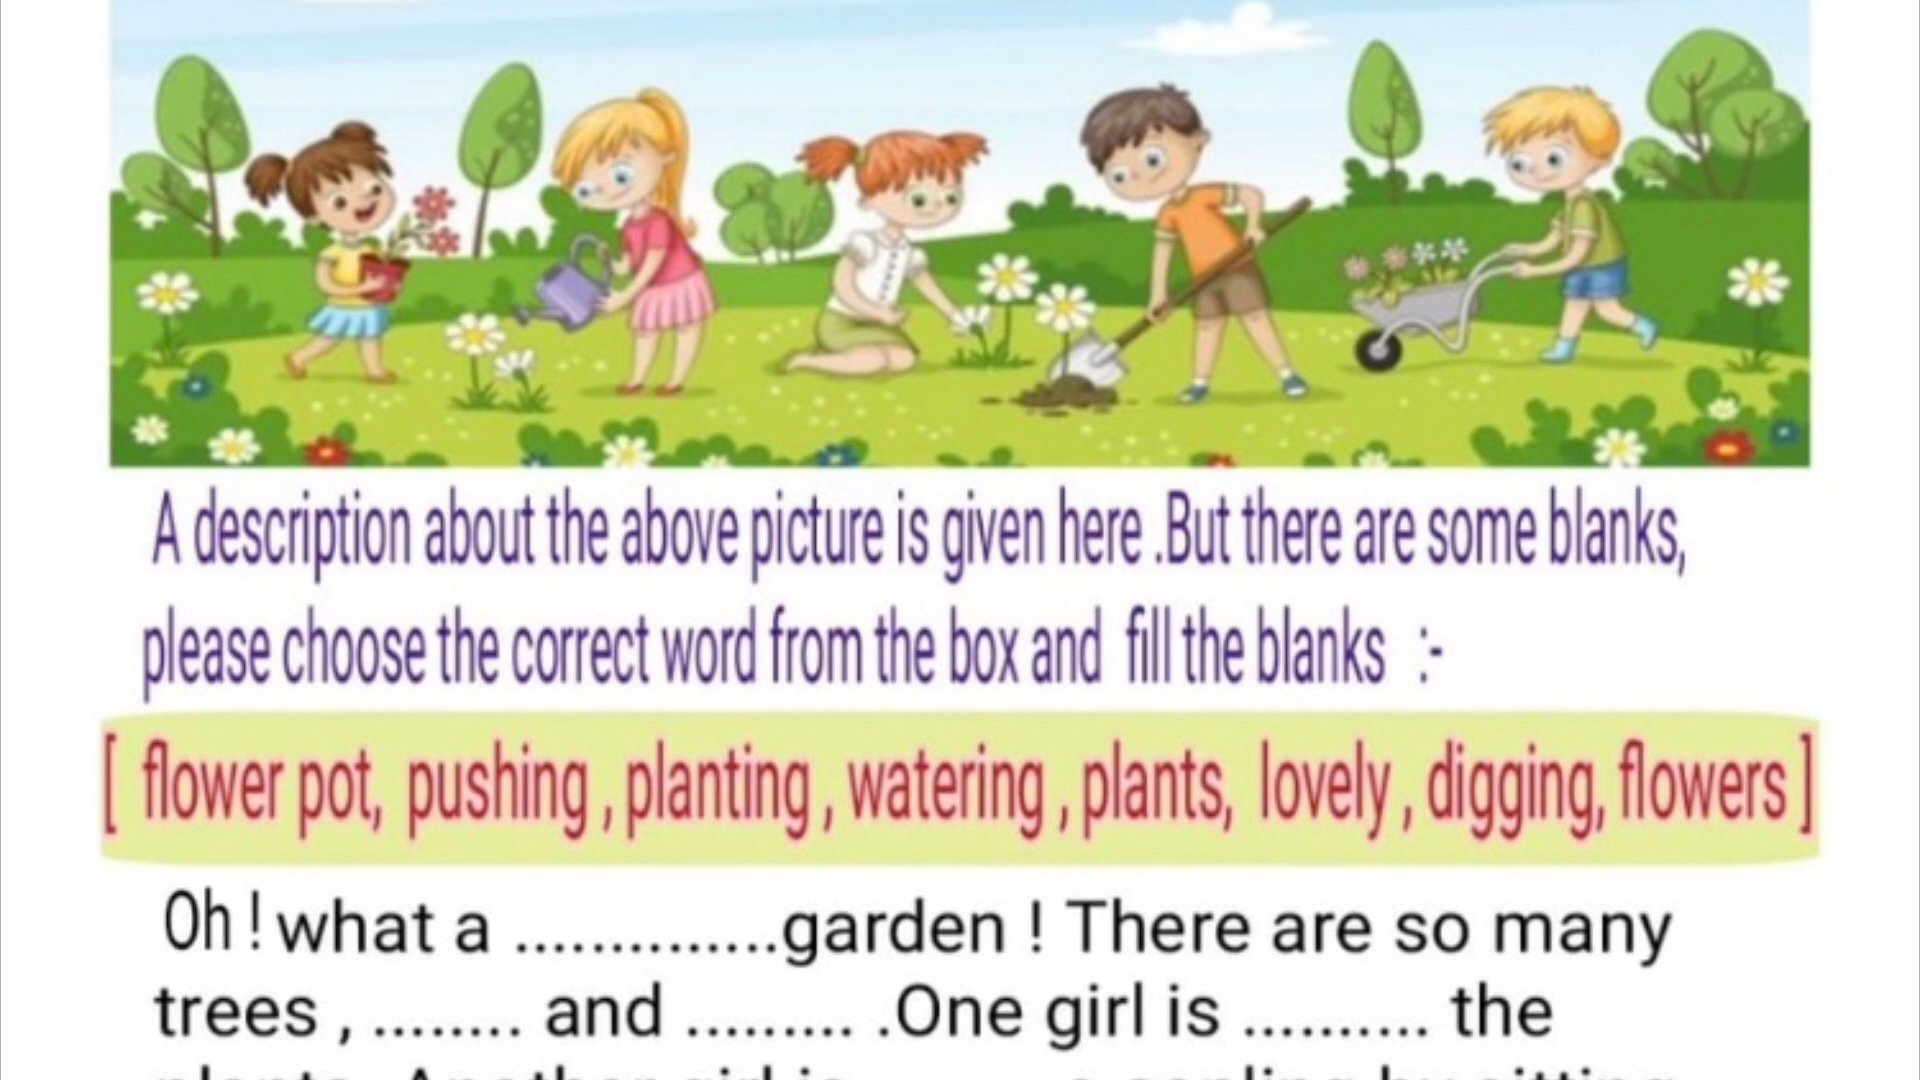 A description about the above picture is given here .But there are some blanks,
please choose the correct word from the box and fill the blanks :-
[ flower pot, pushing , planting , watering , plants, lovely , digging, flowers ]
Oh ! what a ..............garden ! There are so many
trees , ........ and ......... .One girl is .......... the